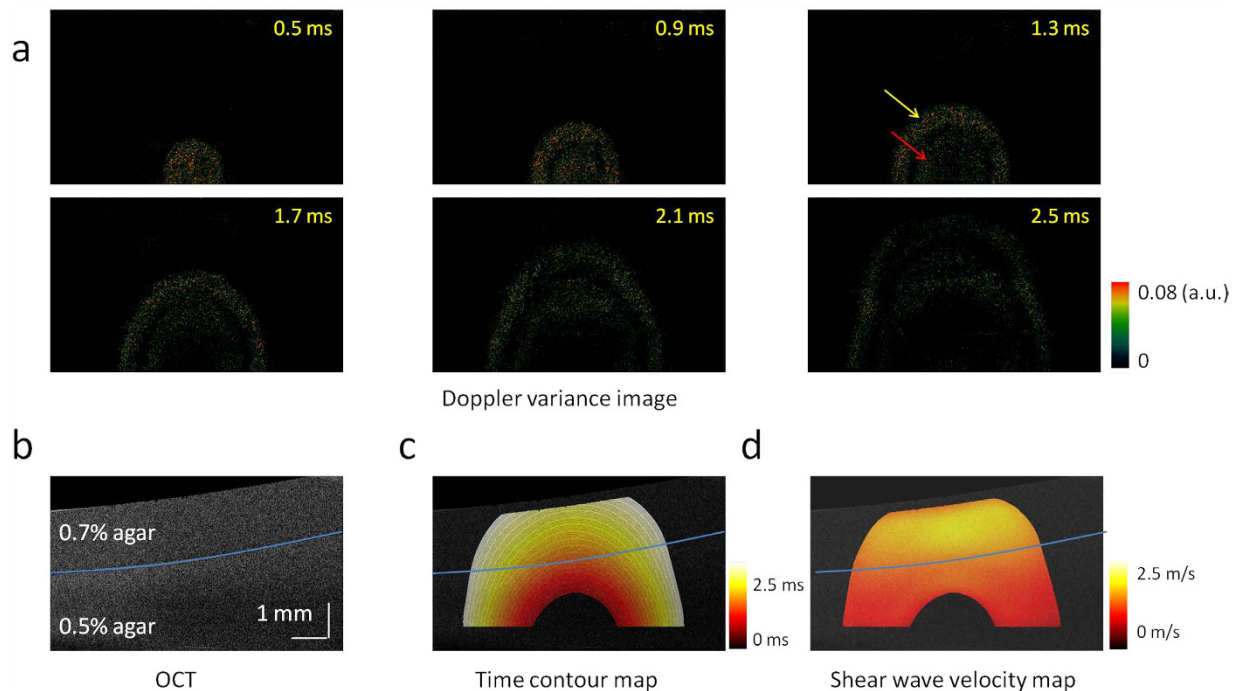 a
0.5 ms
0.9 ms
1.3 ms
1.7 ms
2.1 ms
2.5 ms
0.08 (a.u.)
0
Doppler variance image
b
c
d
0.7% agar
0.5% agar
1 mm
2.5 ms
0 ms
2.5 m/s
0 m/s
OCT
Time contour map
Shear wave velocity map